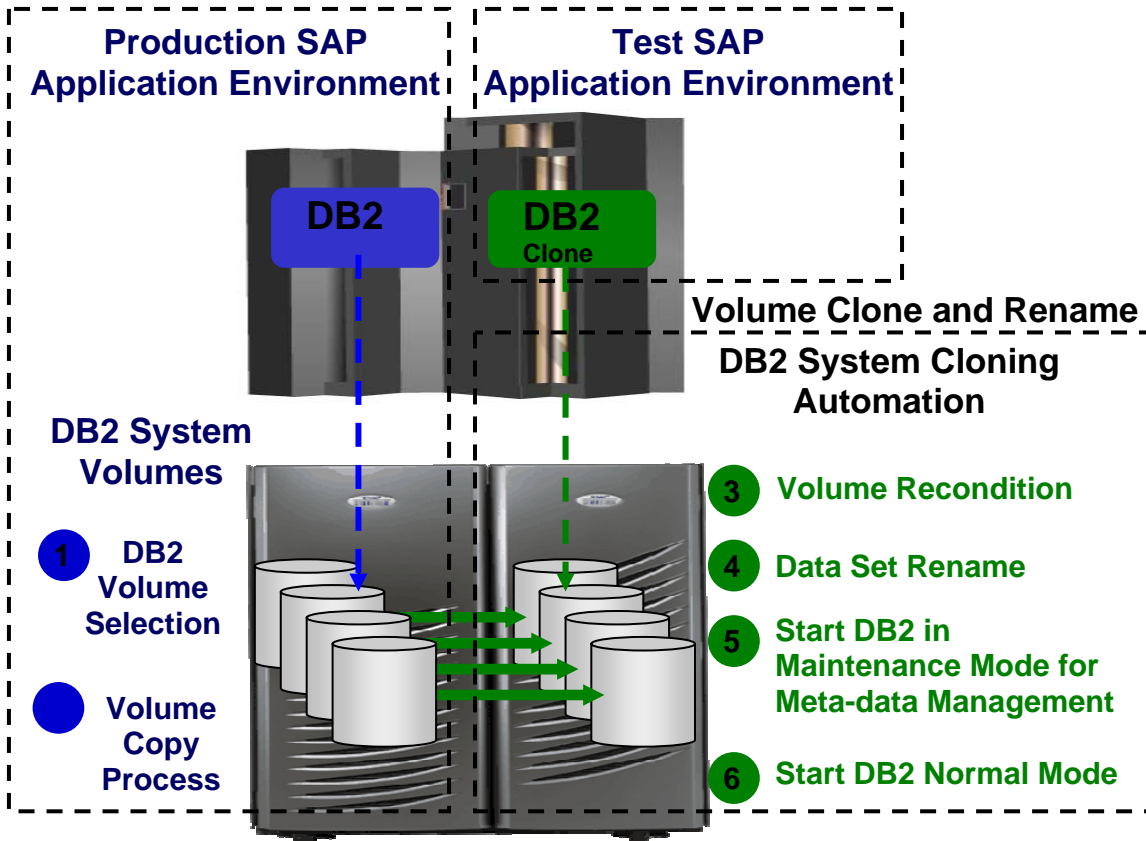 Production SAP
Application Environment
Test SAP
Application Environment
DB2
DB2
Clone
Volume Clone and Rename
DB2 System Cloning
Automation
DB2 System
Volumes
1
DB2
Volume
Selection
Volume
Copy
Process
3
Volume Recondition
4
Data Set Rename
5
Start DB2 in
Maintenance Mode for
Meta-data Management
6
Start DB2 Normal Mode